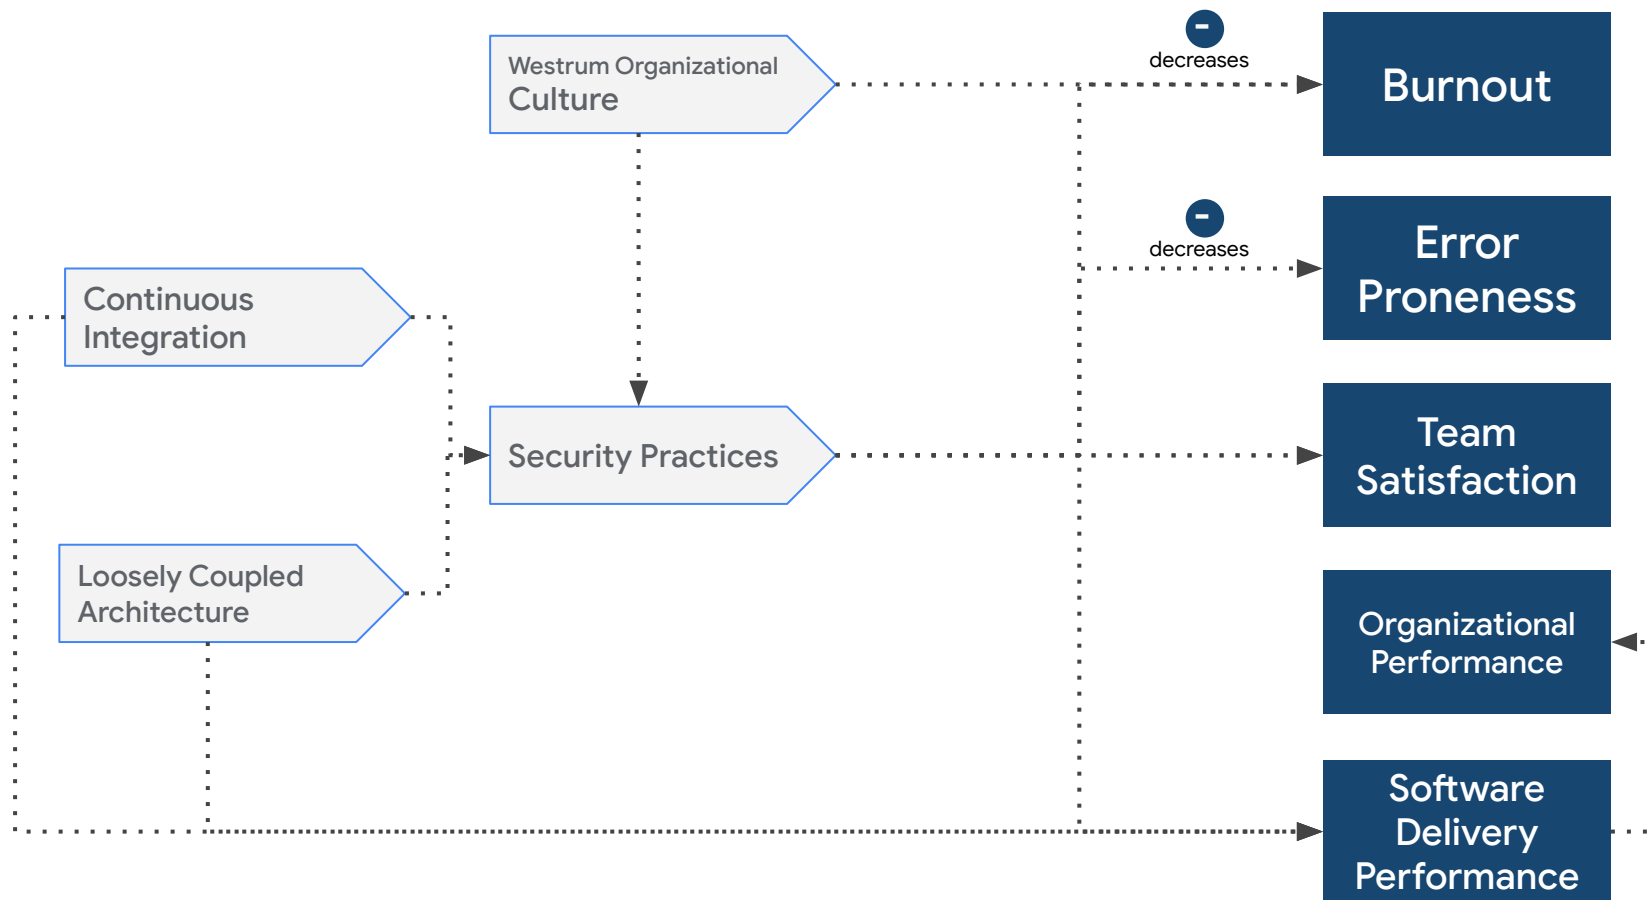 -
decreases
Burnout
Westrum Organizational
Culture
-
decreases
Error
Proneness
Continuous
Integration
Security Practices
Team
Satisfaction
Loosely Coupled
Architecture
Organizational
Performance
Software
Delivery
Performance